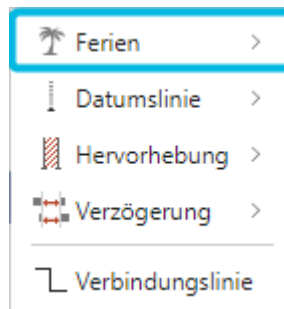 Ferien
Datumslinie
Hervorhebung
Verzögerung
Verbindungslinie